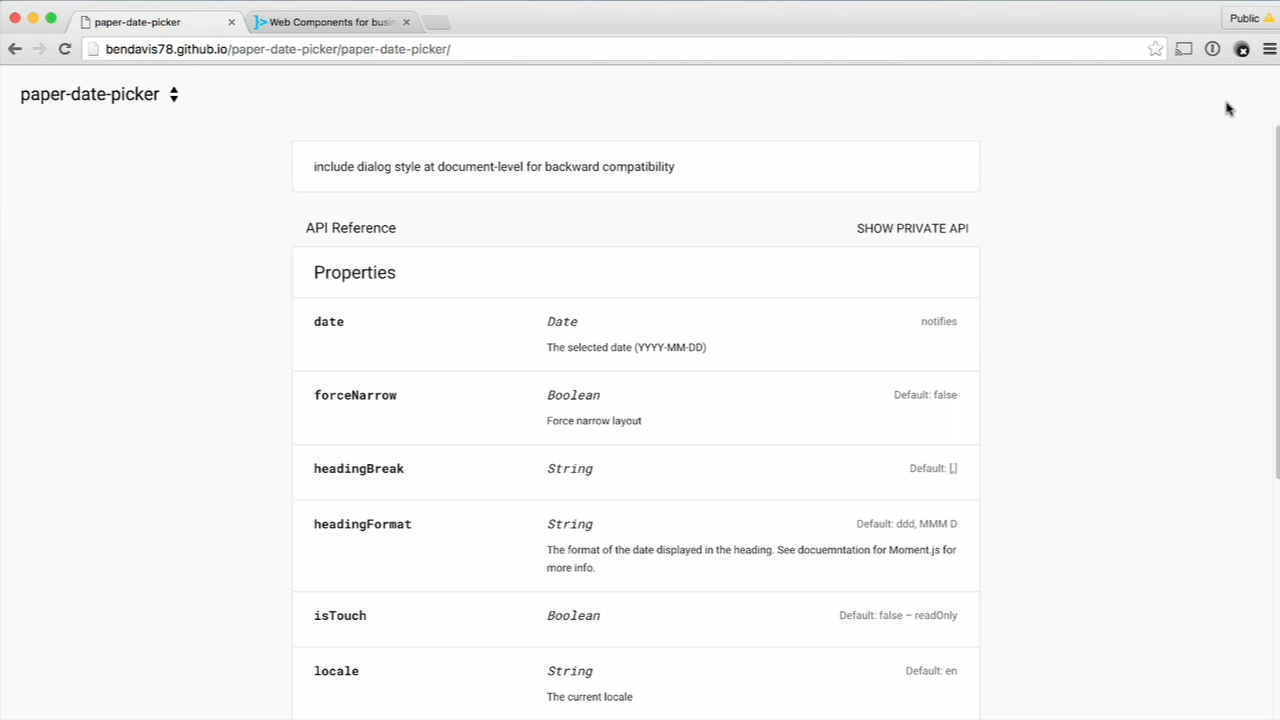 paper-date-picker
Web Components for busin
Public
bendavis78.github.io/paper-date-picker/paper-date-picker/
paper-date-picker
include dialog style at document-level for backward compatibility
API Reference
SHOW PRIVATE API
Properties
date
Date
notifies
The selected date (YYYY-MM-DD)
forceNarrow
Boolean
Default: false
Force narrow layout
headingBreak
String
Default: [,]
headingFormat
String
Default: ddd, MMM D
The format of the date displayed in the heading. See docuemntation for Moment.js for
more info.
isTouch
Boolean
Default: false – readOnly
locale
String
Default: en
The current locale